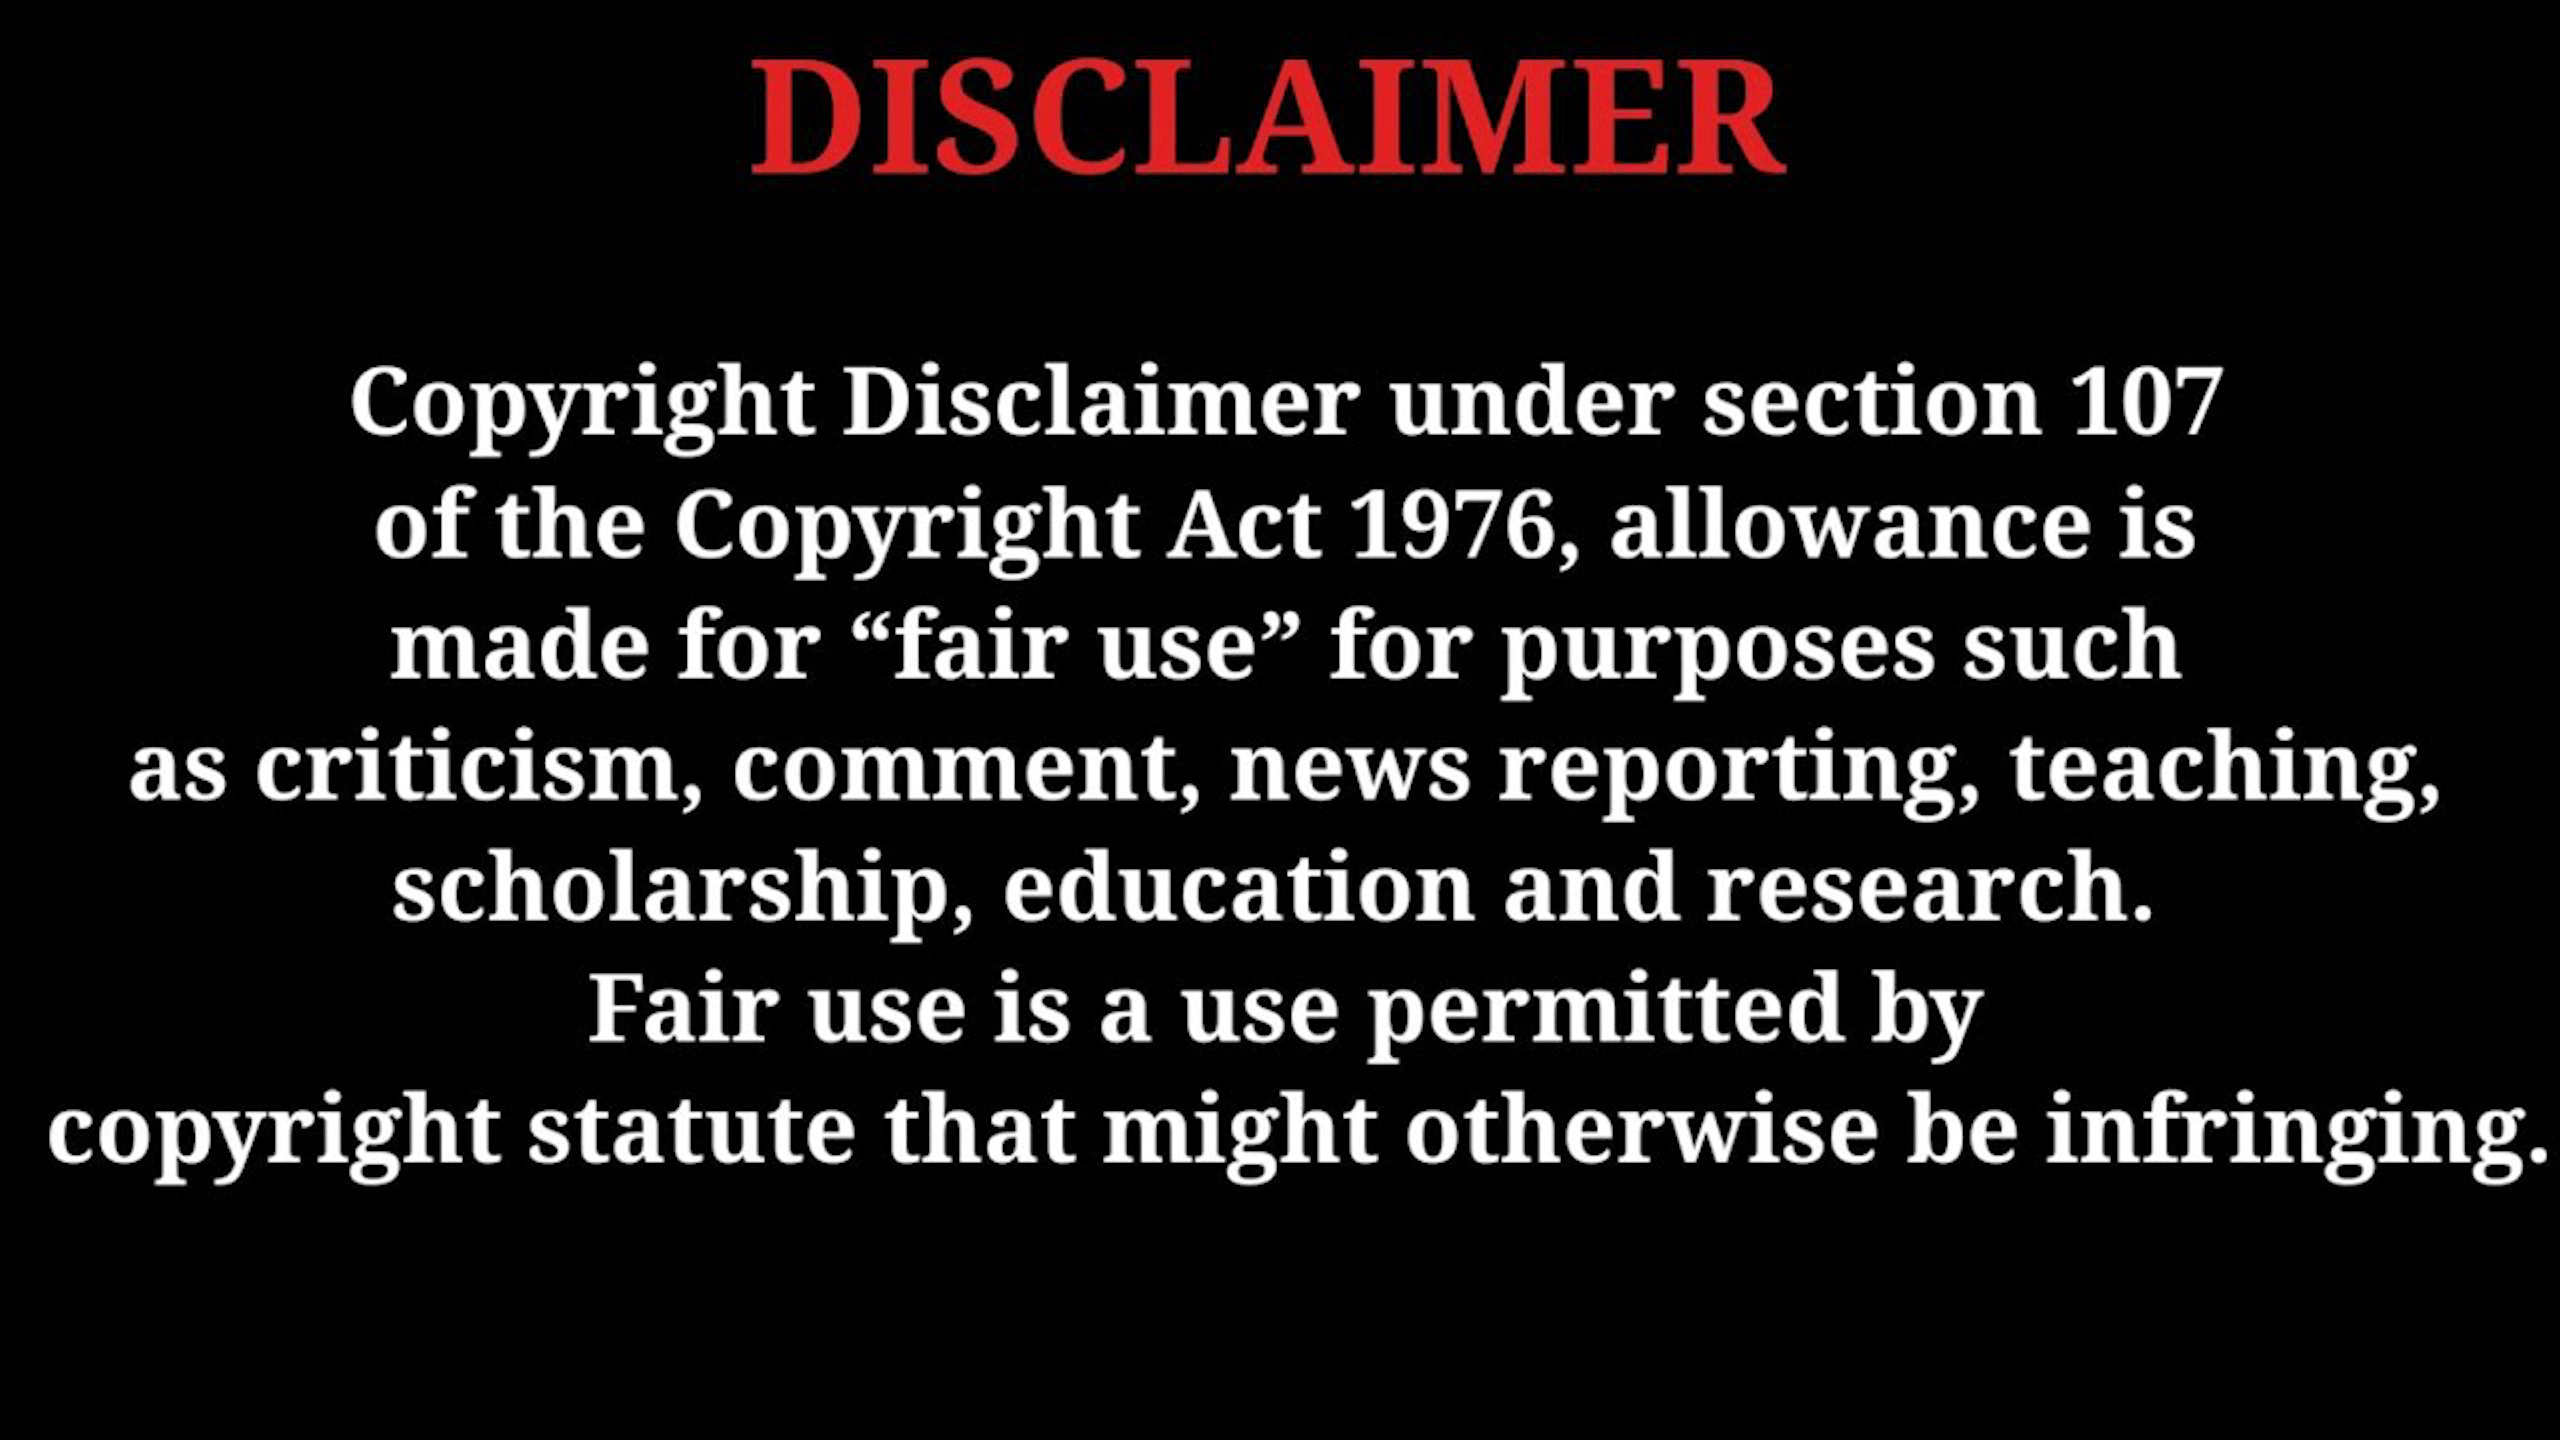 DISCLAIMER
Copyright Disclaimer under section 107
of the Copyright Act 1976, allowance is
made for “fair use” for purposes such
as criticism, comment, news reporting, teaching,
scholarship, education and research.
Fair use is a use permitted by
copyright statute that might otherwise be infringing.